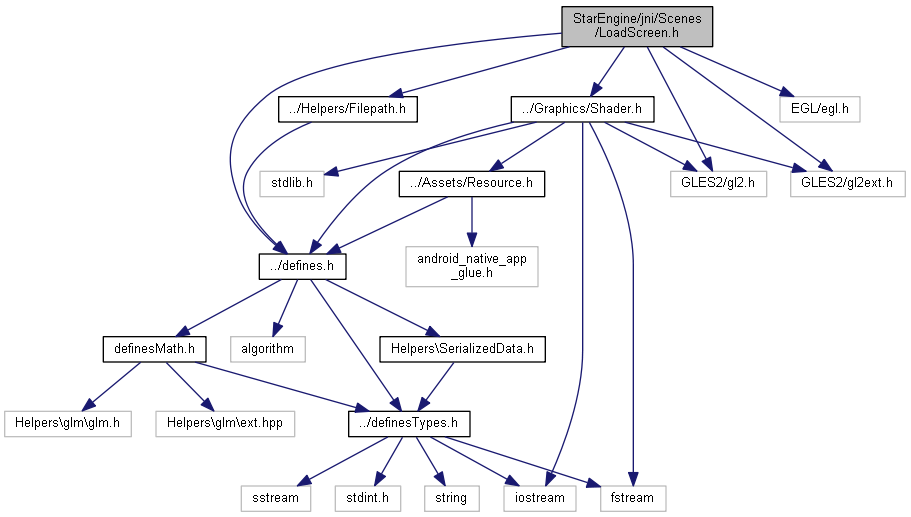 StarEngine/jni/Scenes
/LoadScreen.h
../Helpers/Filepath.h
../Graphics/Shader.h
EGL/egl.h
stdlib.h
../Assets/Resource.h
GLES2/gl2.h
GLES2/gl2ext.h
../defines.h
android_native_app
_glue.h
definesMath.h
algorithm
Helpers\SerializedData.h
Helpers\glm\glm.h
Helpers\glm\ext.hpp
../definesTypes.h
sstream
stdint.h
string
iostream
fstream